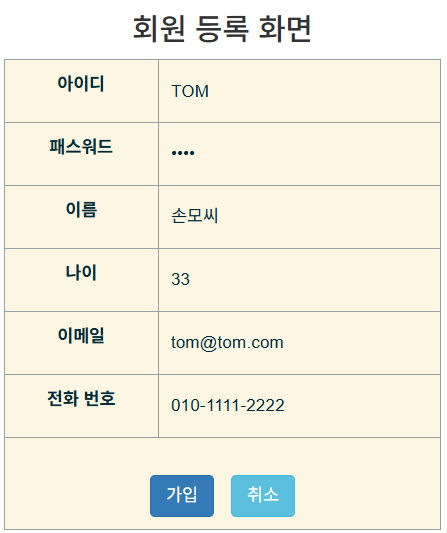 회원 등록 화면
아이디 TOM
패스워드 ••••
이름 손모씨
나이 33
이메일 tom@tom.com
전화 번호 010-1111-2222
가입 취소